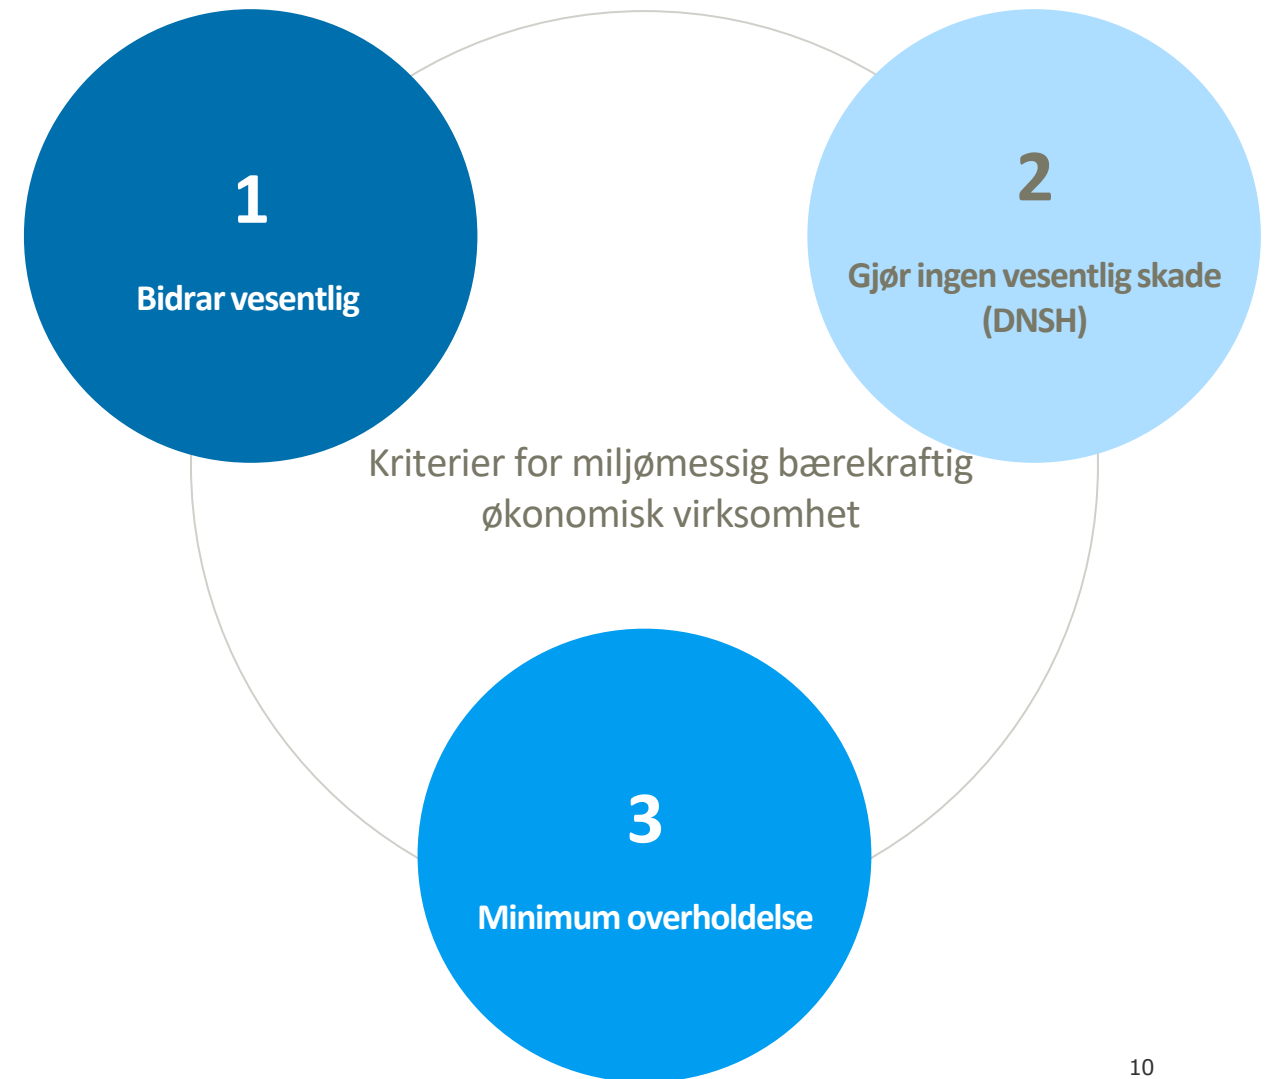 1
Bidrar vesentlig
2
Gjør ingen vesentlig skade
(DNSH)
Kriterier for miljømessig bærekraftig
økonomisk virksomhet
3
Minimum overholdelse
10